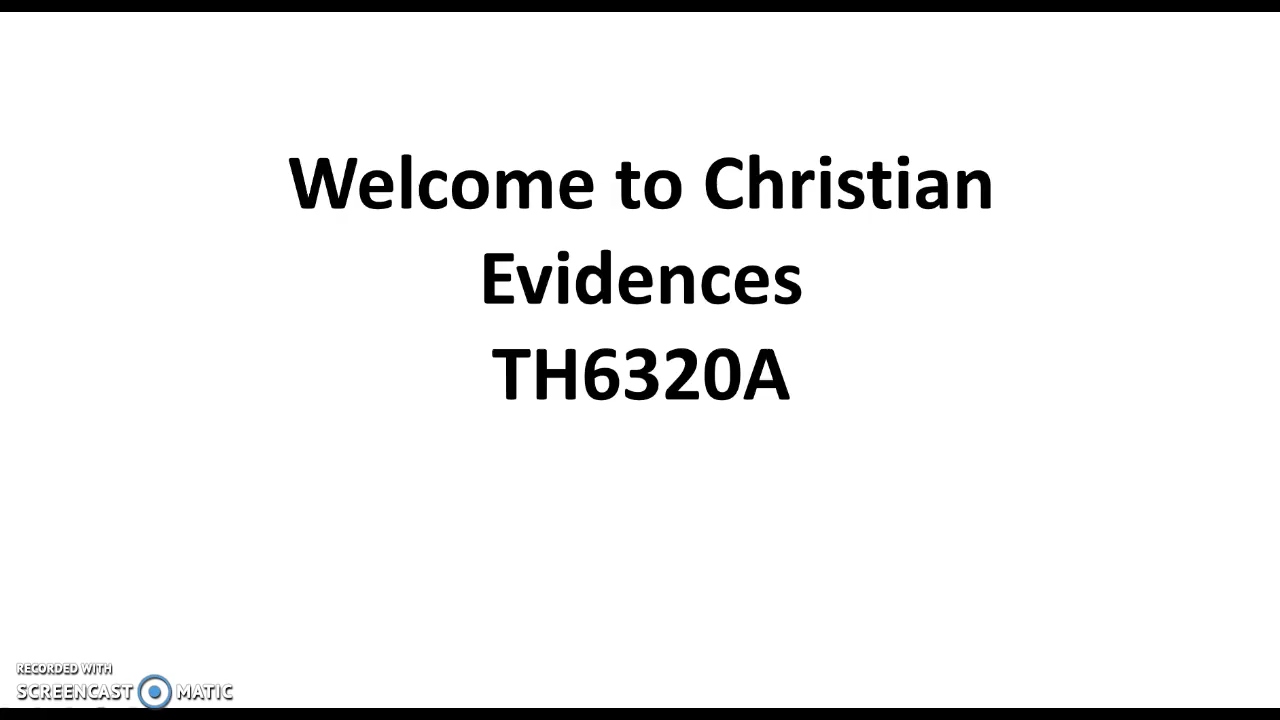 Welcome to Christian
Evidences
TH6320A
RECORDED WITH
SCREENCAST MATIC